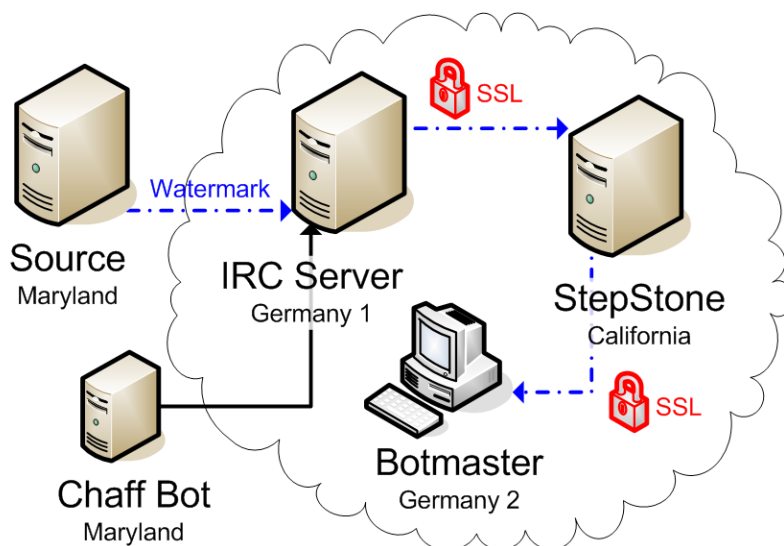 SSL
Watermark
Source
Maryland
IRC Server
Germany 1
StepStone
California
SSL
Botmaster
Germany 2
Chaff Bot
Maryland